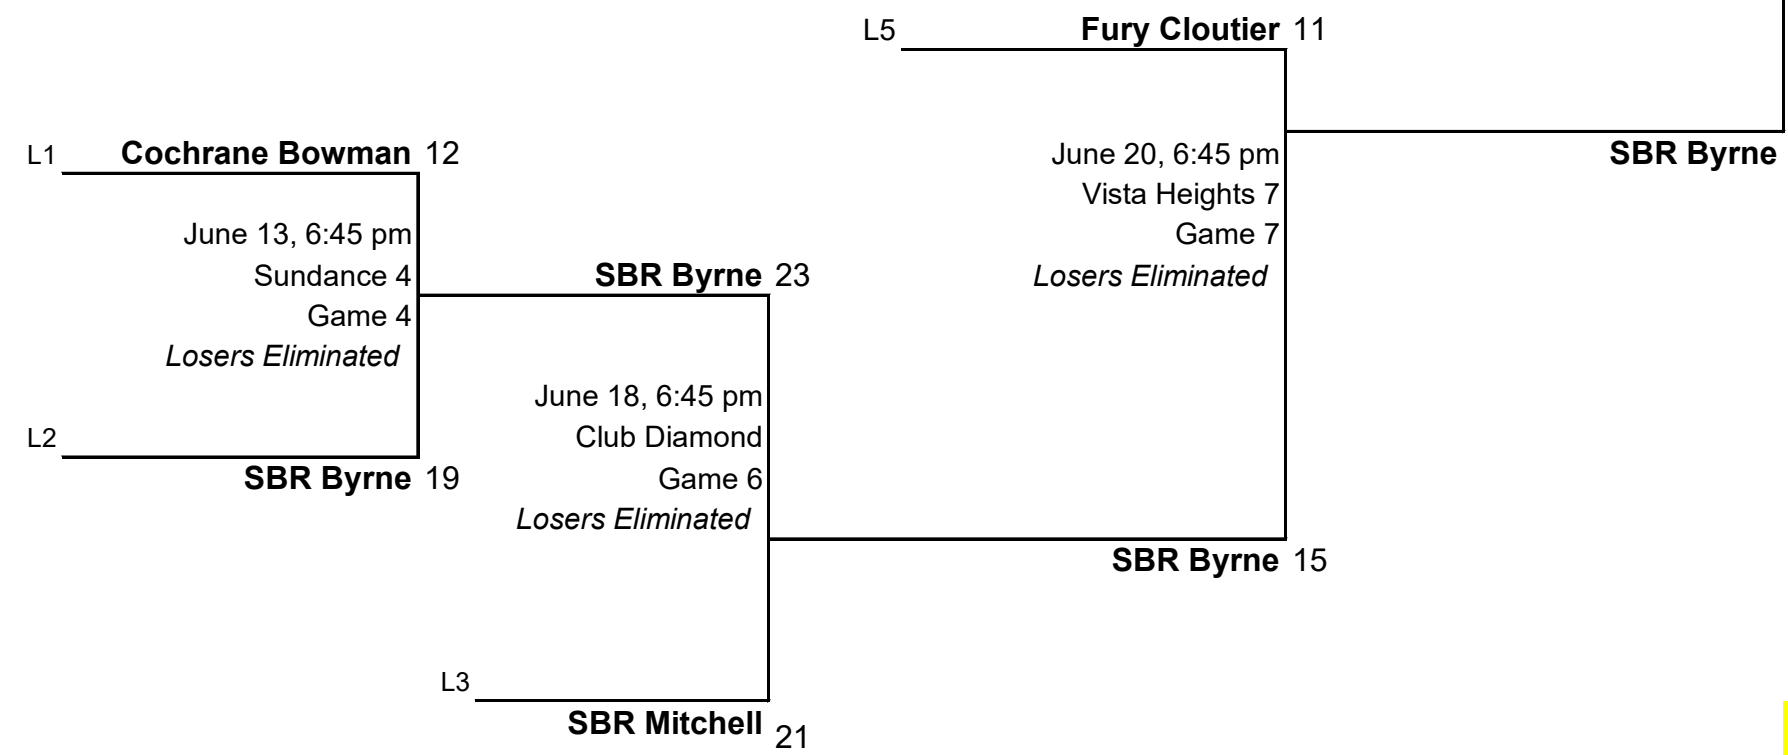 L5 Fury Cloutier 11
L1 Cochrane Bowman 12
June 20, 6:45 pm
SBR Byrne
Vista Heights 7
June 13, 6:45 pm
Game 7
Sundance 4
SBR Byrne 23
Losers Eliminated
Game 4
Losers Eliminated
June 18, 6:45 pm
L2
Club Diamond
SBR Byrne 19
Game 6
Losers Eliminated
SBR Byrne 15
L3
SBR Mitchell 21